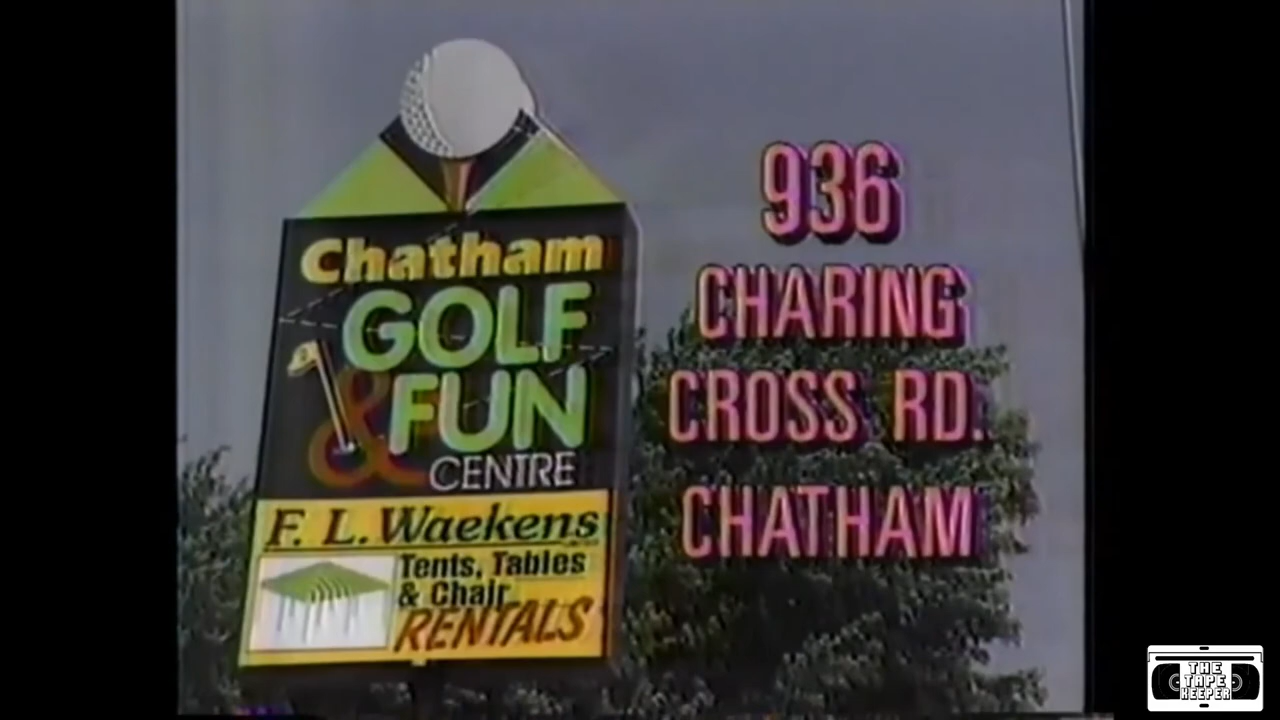 Chatham
GOLF
& FUN
CENTRE
F. L. Waekens
Tents, Tables
& Chair
RENTALS
936
CHARING
CROSS RD.
CHATHAM
THE
TAPE
KEEPER